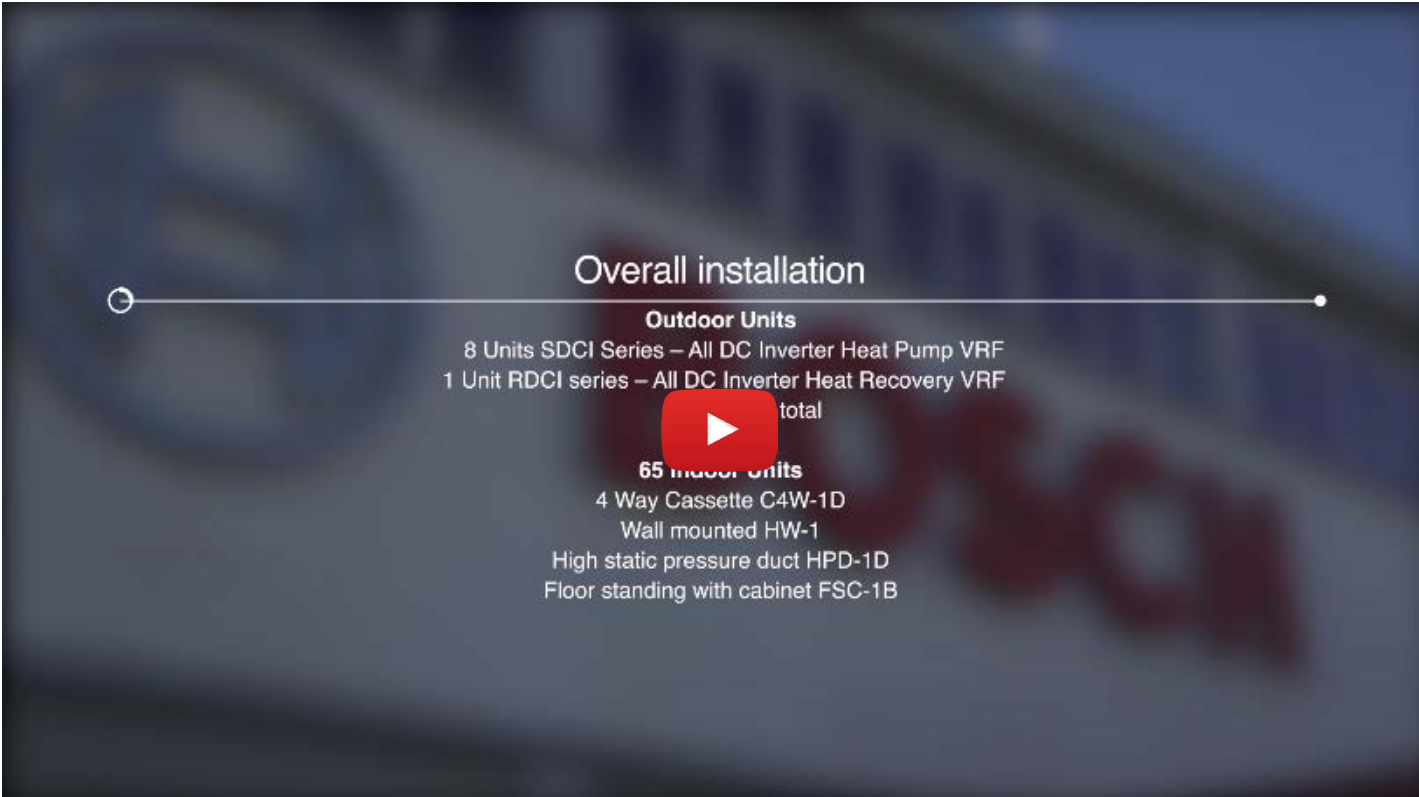 Overall installation
Outdoor Units
8 Units SDCI Series – All DC Inverter Heat Pump VRF
1 Unit RDCI series – All DC Inverter Heat Recovery VRF
total
65 Indoor Units
4 Way Cassette C4W-1D
Wall mounted HW-1
High static pressure duct HPD-1D
Floor standing with cabinet FSC-1B
BOSCH